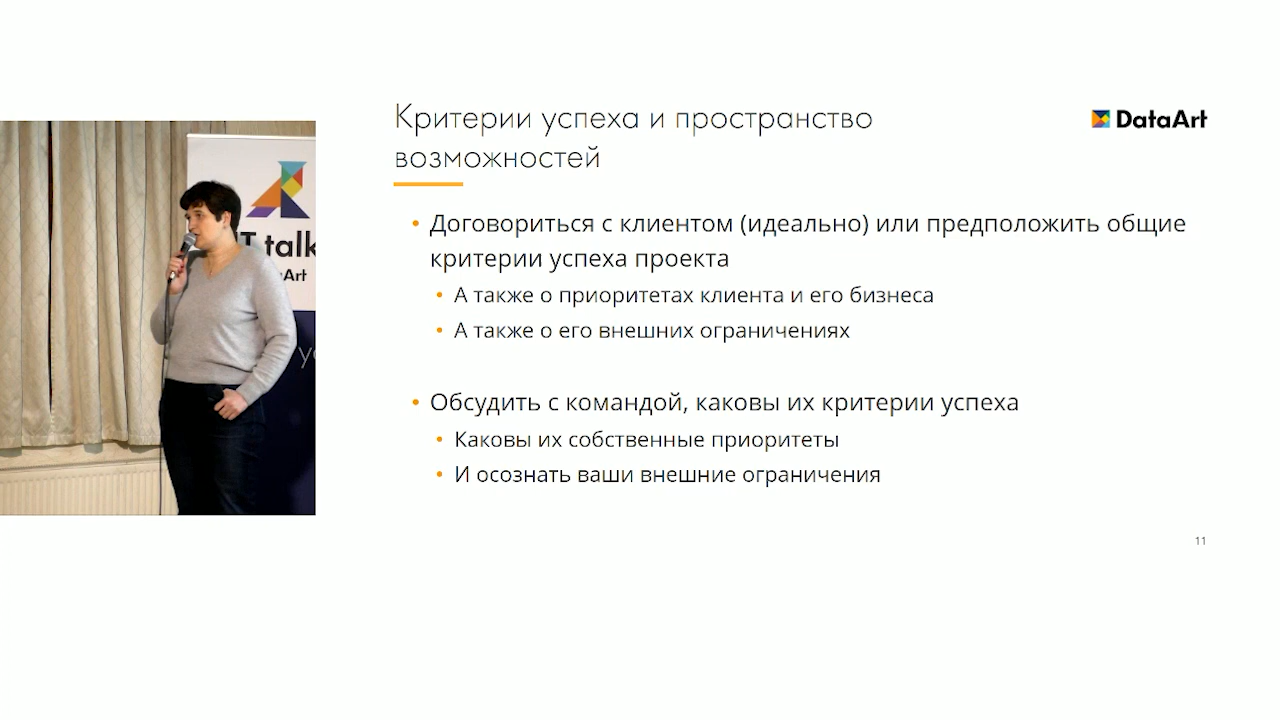 Критерии успеха и пространство
возможностей
DataArt
Договориться с клиентом (идеально) или предположить общие
критерии успеха проекта
А также о приоритетах клиента и его бизнеса
А также о его внешних ограничениях
Обсудить с командой, каковы их критерии успеха
Каковы их собственные приоритеты
И осознать ваши внешние ограничения
11
talk
Art